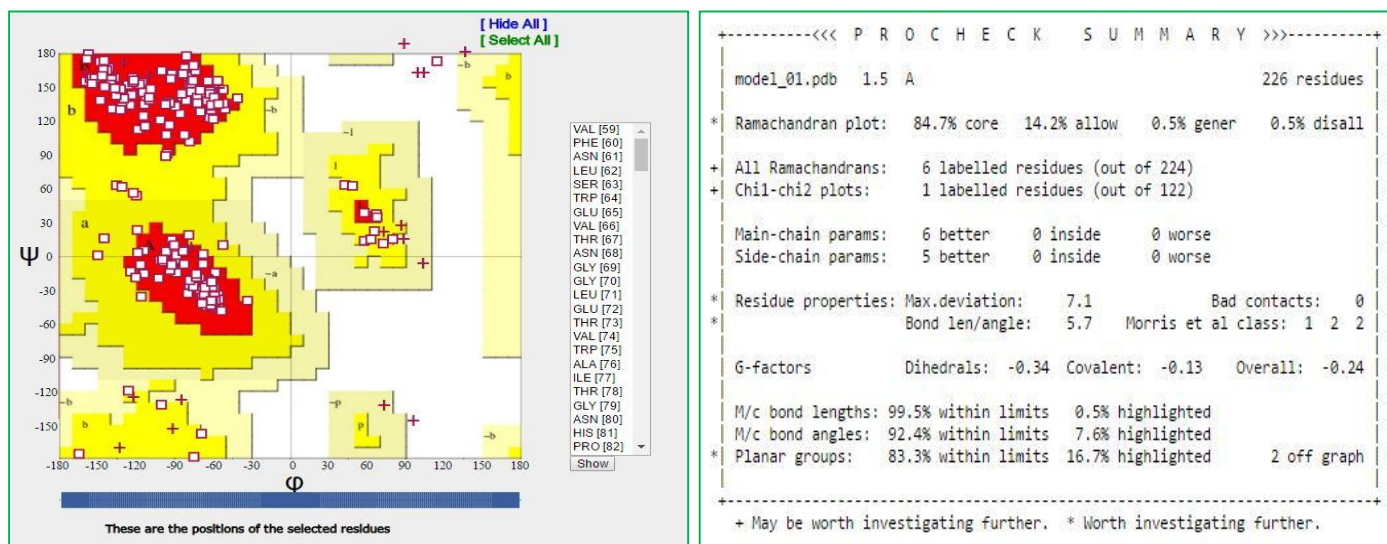 [ Hide All ]
[ Select All ]
180
150
120
90
60
30
0
-30
-60
-90
-120
-150
-180 -150 -120 -90 -60 -30 0 30 60 90 120 150 180
Ψ
φ
b
a
A
~b
~a
~l
l
~b
b
~b
b
~p
p
~b
VAL [59]
PHE [60]
ASN [61]
LEU [62]
SER [63]
TRP [64]
GLU [65]
VAL [66]
THR [67]
ASN [68]
GLY [69]
GLY [70]
LEU [71]
GLU [72]
THR [73]
VAL [74]
TRP [75]
ALA [76]
ILE [77]
THR [78]
GLY [79]
ASN [80]
HIS [81]
PRO [82]
Show
These are the positions of the selected residues
+----------<<< P R O C H E C K   S U M M A R Y >>>----------+
model_01.pdb 1.5 A 226 residues
* Ramachandran plot: 84.7% core 14.2% allow 0.5% gener 0.5% disall
+ All Ramachandrans: 6 labelled residues (out of 224)
+ Chi1-chi2 plots: 1 labelled residues (out of 122)
Main-chain params: 6 better 0 inside 0 worse
Side-chain params: 5 better 0 inside 0 worse
* Residue properties: Max.deviation: 7.1 Bad contacts: 0
* Bond len/angle: 5.7 Morris et al class: 1 2 2
G-factors Dihedrals: -0.34 Covalent: -0.13 Overall: -0.24
M/c bond lengths: 99.5% within limits 0.5% highlighted
M/c bond angles: 92.4% within limits 7.6% highlighted
* Planar groups: 83.3% within limits 16.7% highlighted 2 off graph
+ May be worth investigating further. * Worth investigating further.